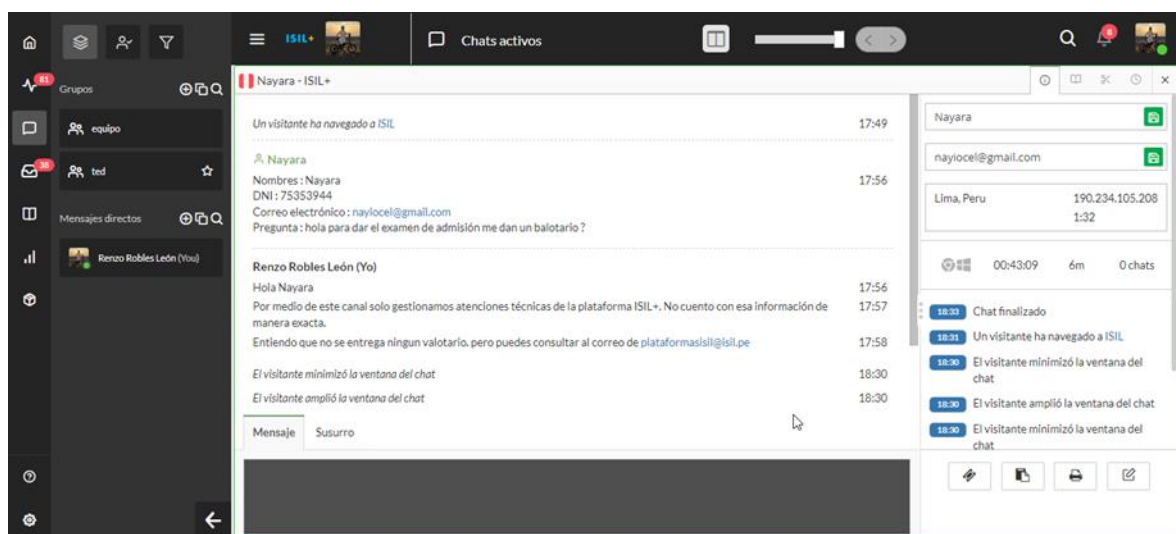 ISIL+
Chats activos
8
81
Grupos
equipo
38
ted
Mensajes directos
Renzo Robles León (You)
Nayara - ISIL+
Un visitante ha navegado a ISIL 17:49
Nayara
Nombres : Nayara 17:56
DNI : 75353944
Correo electrónico : nayiocel@gmail.com
Pregunta : hola para dar el examen de admisión me dan un balotario ?
Renzo Robles León (Yo)
Hola Nayara 17:56
Por medio de este canal solo gestionamos atenciones técnicas de la plataforma ISIL+. No cuento con esa información de 17:57
manera exacta.
Entiendo que no se entrega ningun valotario. pero puedes consultar al correo de plataformasisil@isil.pe 17:58
El visitante minimizó la ventana del chat 18:30
El visitante amplió la ventana del chat 18:30
Mensaje Susurro
Nayara
nayiocel@gmail.com
Lima, Peru 190.234.105.208
1:32
00:43:09 6m 0 chats
18:33 Chat finalizado
18:31 Un visitante ha navegado a ISIL
18:30 El visitante minimizó la ventana del
chat
18:30 El visitante amplió la ventana del chat
18:30 El visitante minimizó la ventana del
chat